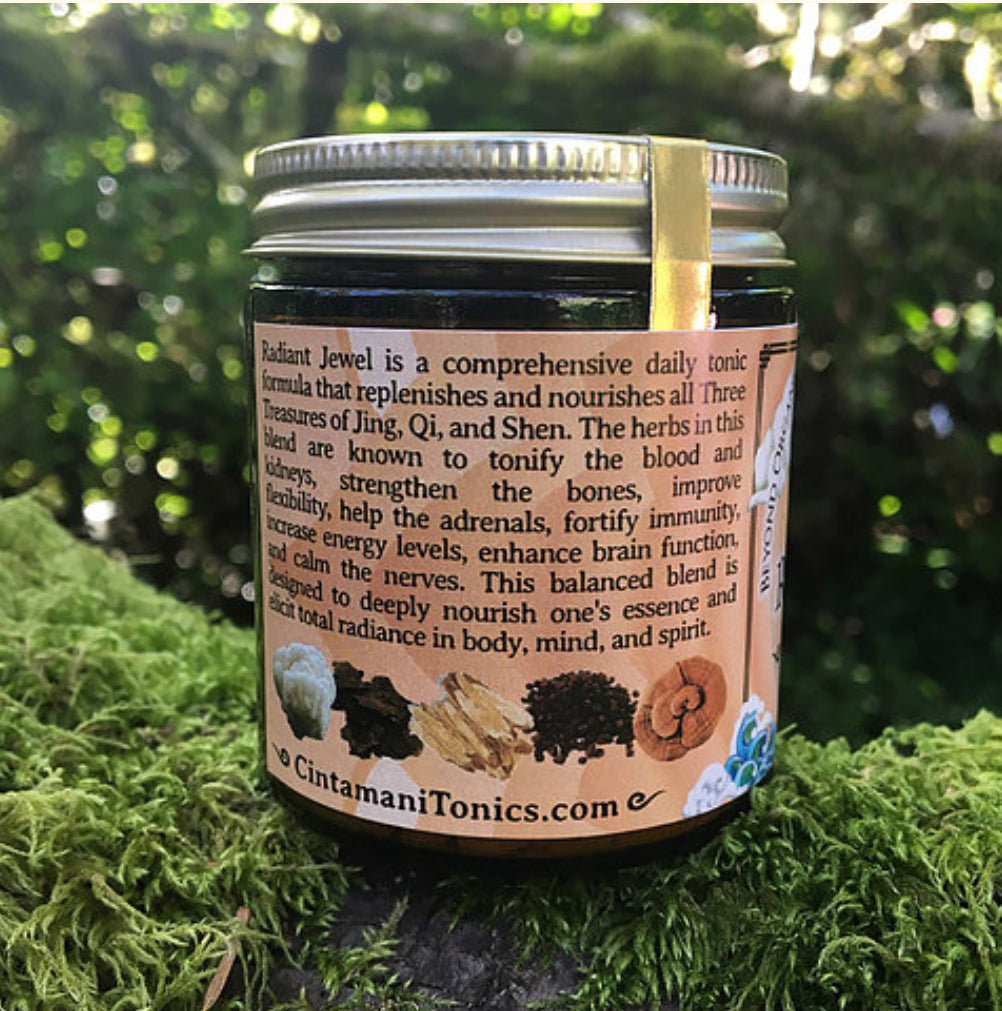 Radiant Jewel is a comprehensive daily tonic
formula that replenishes and nourishes all Three
Treasures of Jing, Qi, and Shen. The herbs in this
blend are known to tonify the blood and
kidneys, strengthen the bones, improve
flexibility, help the adrenals, fortify immunity,
increase energy levels, enhance brain function,
and calm the nerves. This balanced blend is
designed to deeply nourish one's essence and
elicit total radiance in body, mind, and spirit.
CintamaniTonics.com
BEYOND